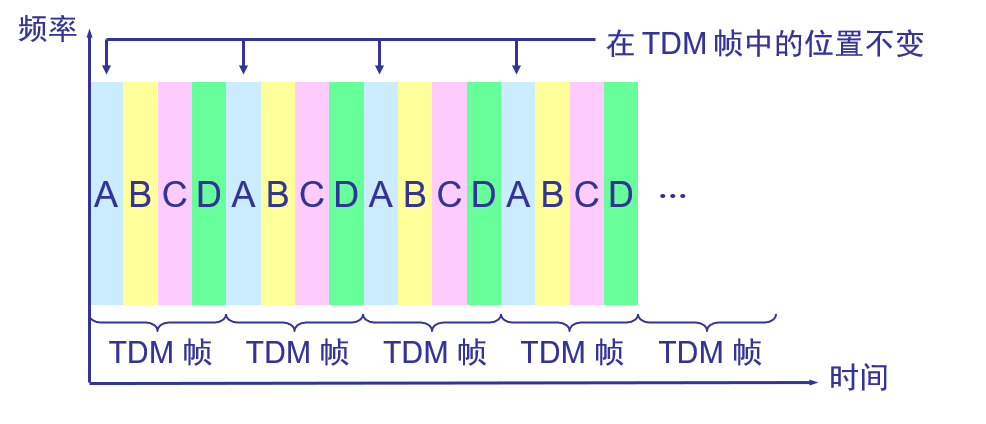 频率
在 TDM 帧中的位置不变
A B C D A B C D A B C D A B C D ...
TDM 帧 TDM 帧 TDM 帧 TDM 帧 TDM 帧
时间